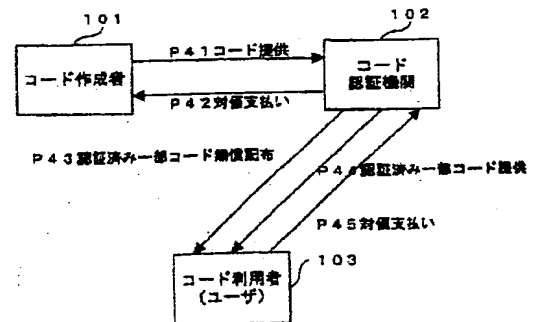 101
102
コード作成者
P41コード提供
P42対価支払い
コード
認証機関
P43認証済み一部コード無償配布
P44認証済み一部コード提供
P45対価支払い
コード利用者
(ユーザ)
103